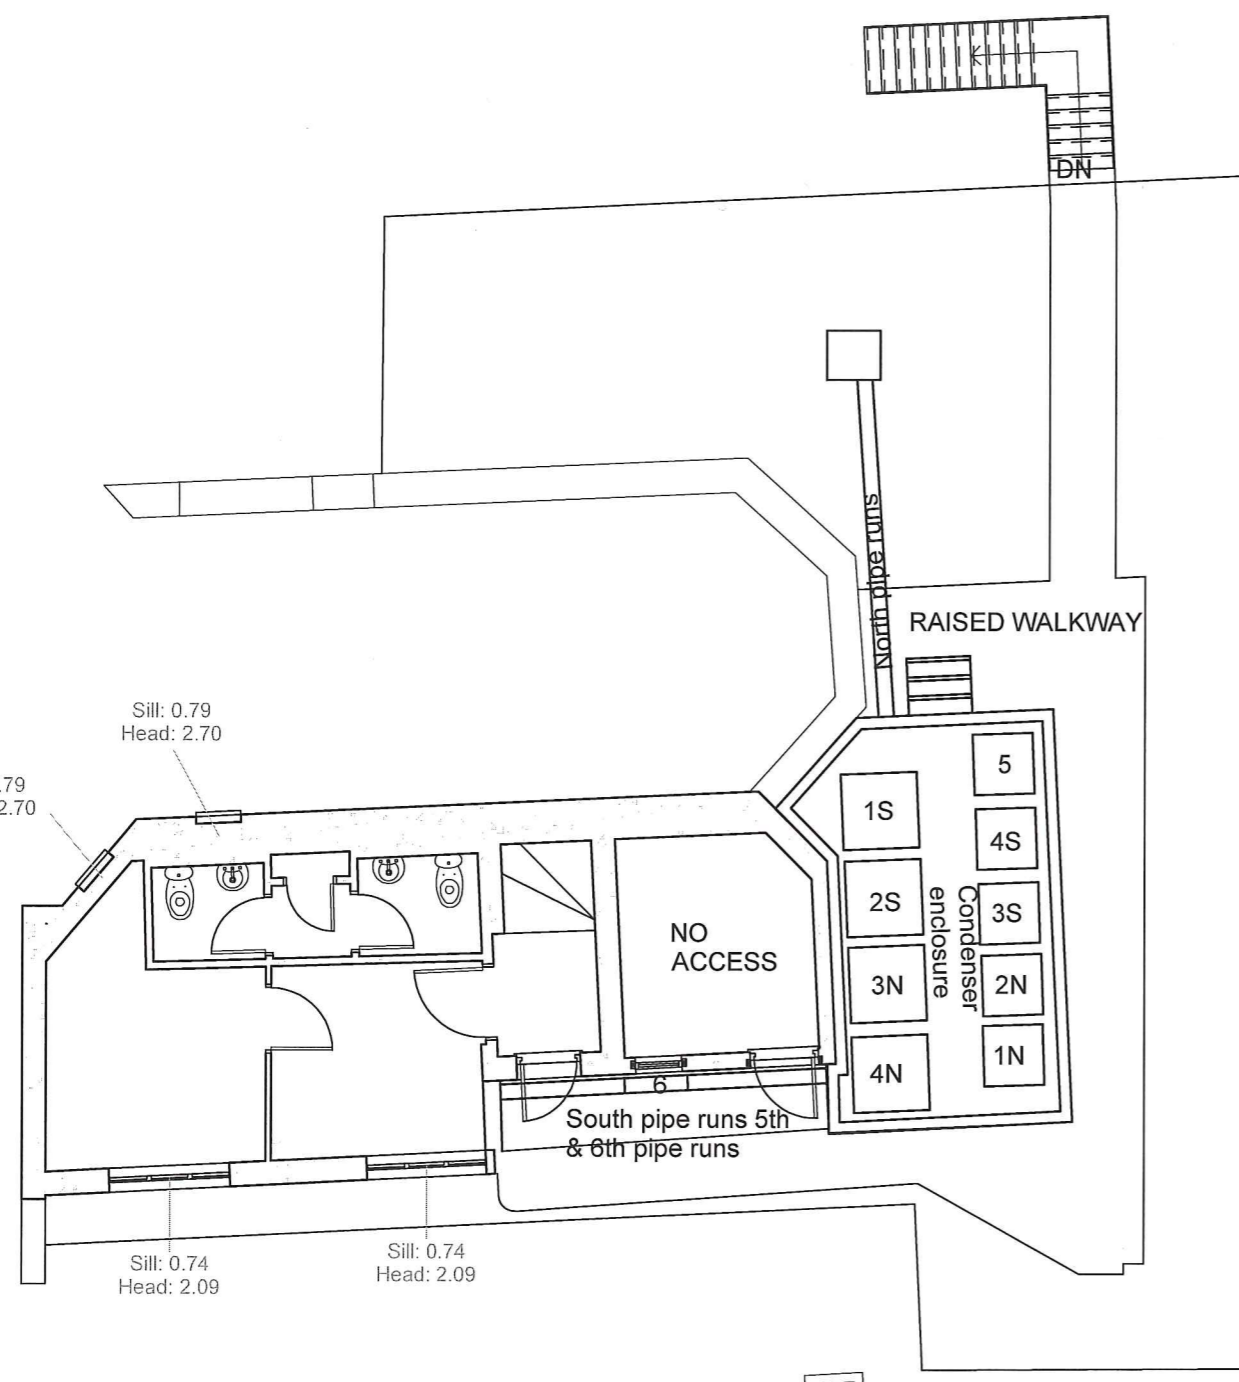 DN
North pipe runs
RAISED WALKWAY
Sill: 0.79
Head: 2.70
.79
2.70
5
1S
4S
2S
3S
Condenser
enclosure
NO
ACCESS
3N
2N
4N
1N
6
South pipe runs 5th
& 6th pipe runs
Sill: 0.74
Head: 2.09
Sill: 0.74
Head: 2.09